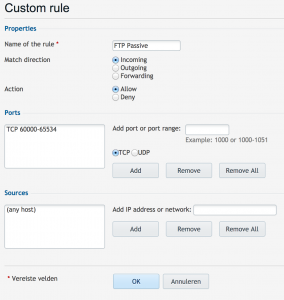 Custom rule
Properties
Name of the rule * FTP Passive
Match direction Incoming
Outgoing
Forwarding
Action Allow
Deny
Ports
TCP 60000-65534
Add port or port range:
Example: 1000 or 1000-1051
TCP UDP
Add Remove Remove All
Sources
(any host)
Add IP address or network:
Add Remove Remove All
* Vereiste velden
OK Annuleren